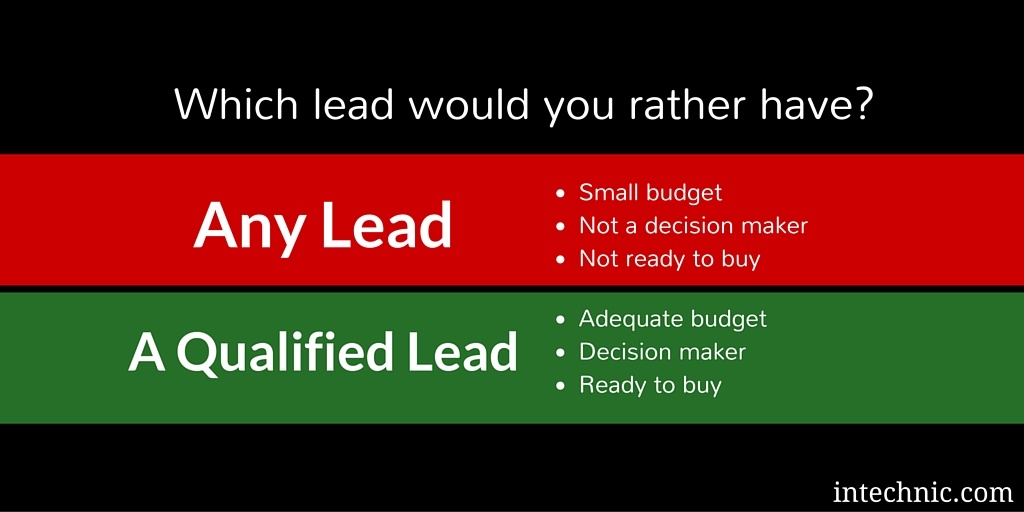 Which lead would you rather have?
Any Lead
• Small budget
• Not a decision maker
• Not ready to buy
A Qualified Lead
• Adequate budget
• Decision maker
• Ready to buy
intechnic.com